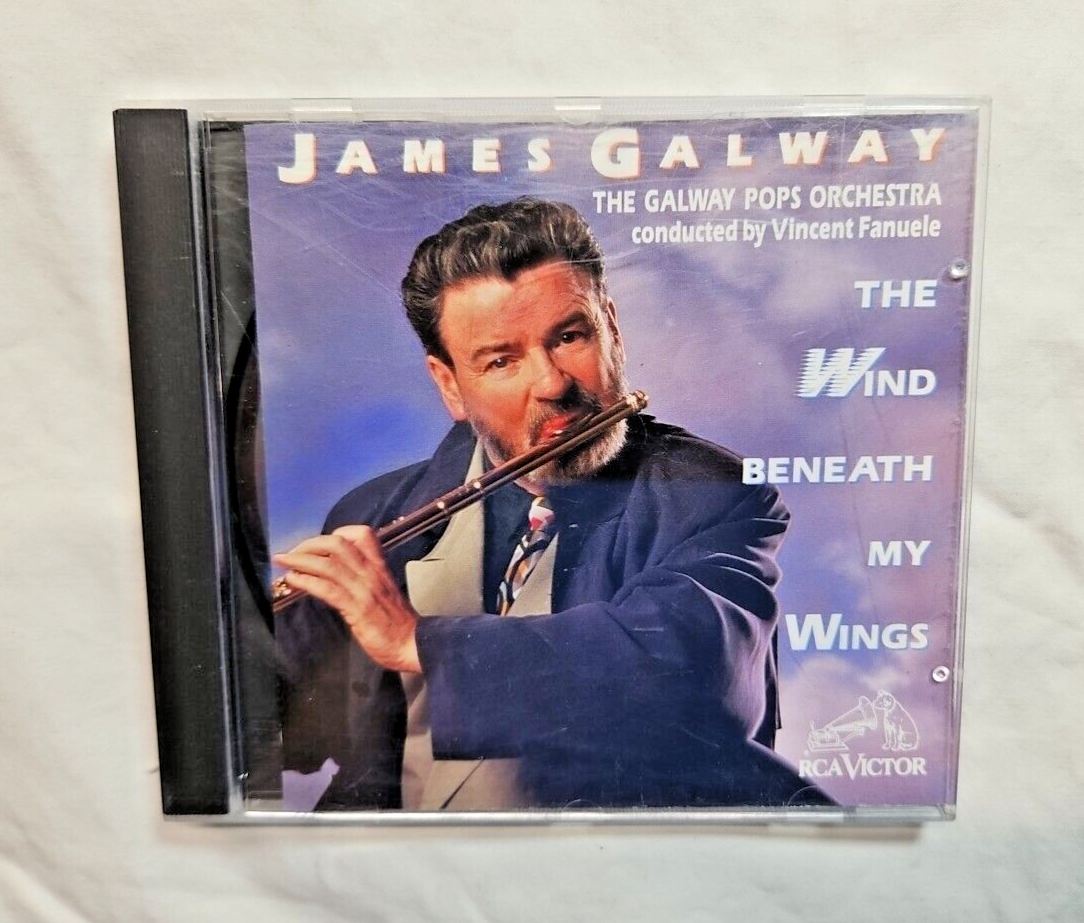 JAMES GALWAY
THE GALWAY POPS ORCHESTRA
conducted by Vincent Fanuele
THE
WIND
BENEATH
MY
WINGS
RCA VICTOR